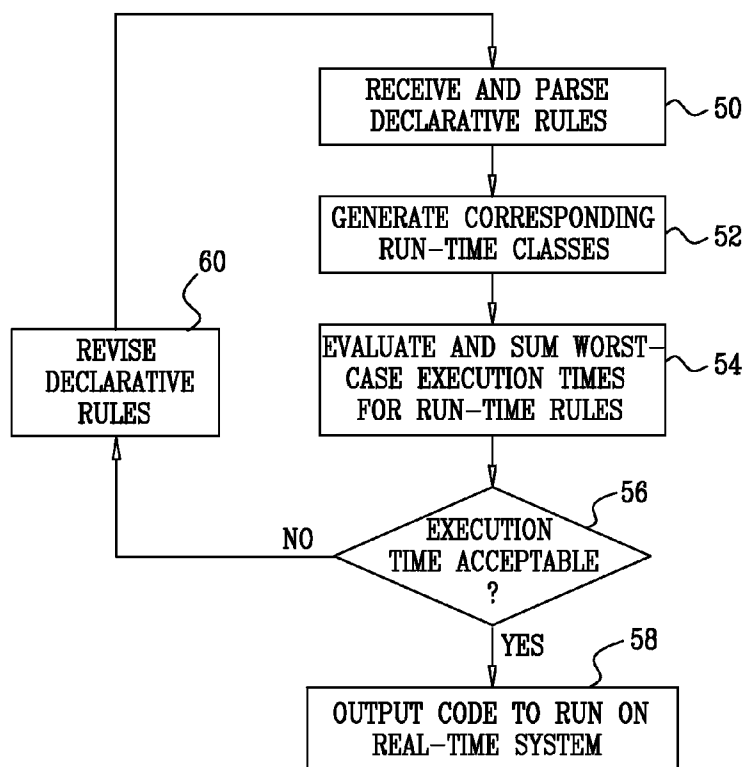 RECEIVE AND PARSE
DECLARATIVE RULES
50
GENERATE CORRESPONDING
RUN-TIME CLASSES
52
60
REVISE
DECLARATIVE
RULES
EVALUATE AND SUM WORST-
CASE EXECUTION TIMES
FOR RUN-TIME RULES
54
56
EXECUTION
TIME ACCEPTABLE
?
NO
YES
58
OUTPUT CODE TO RUN ON
REAL-TIME SYSTEM